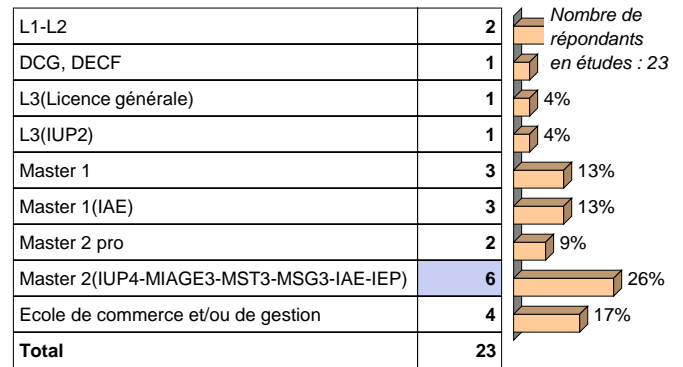 L1-L2 2
Nombre de
répondants
en études : 23
DCG, DECF 1
L3(Licence générale) 1 4%
L3(IUP2) 1 4%
Master 1 3 13%
Master 1(IAE) 3 13%
Master 2 pro 2 9%
Master 2(IUP4-MIAGE3-MST3-MSG3-IAE-IEP) 6 26%
Ecole de commerce et/ou de gestion 4 17%
Total 23